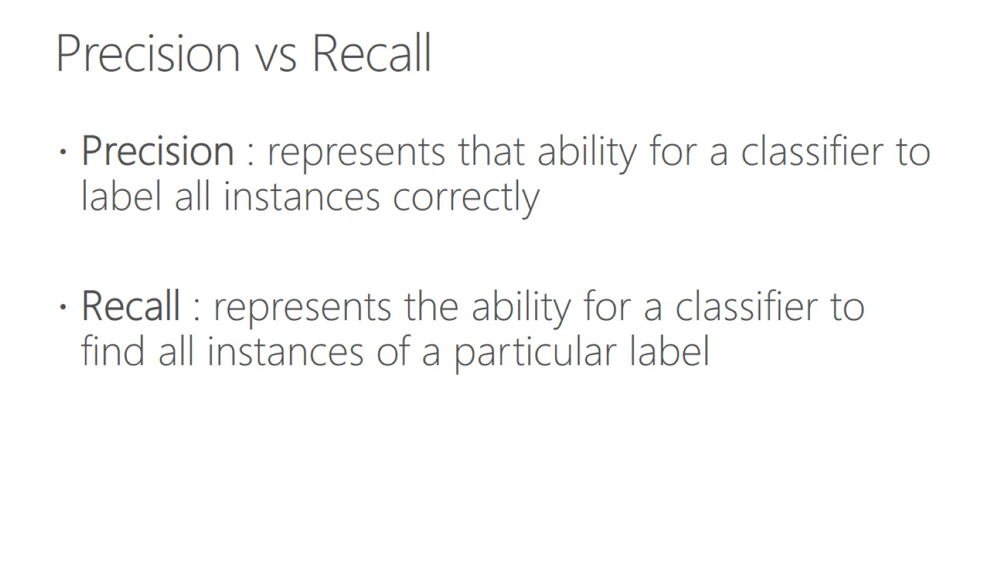 Precision vs Recall
· Precision : represents that ability for a classifier to
label all instances correctly
· Recall : represents the ability for a classifier to
find all instances of a particular label